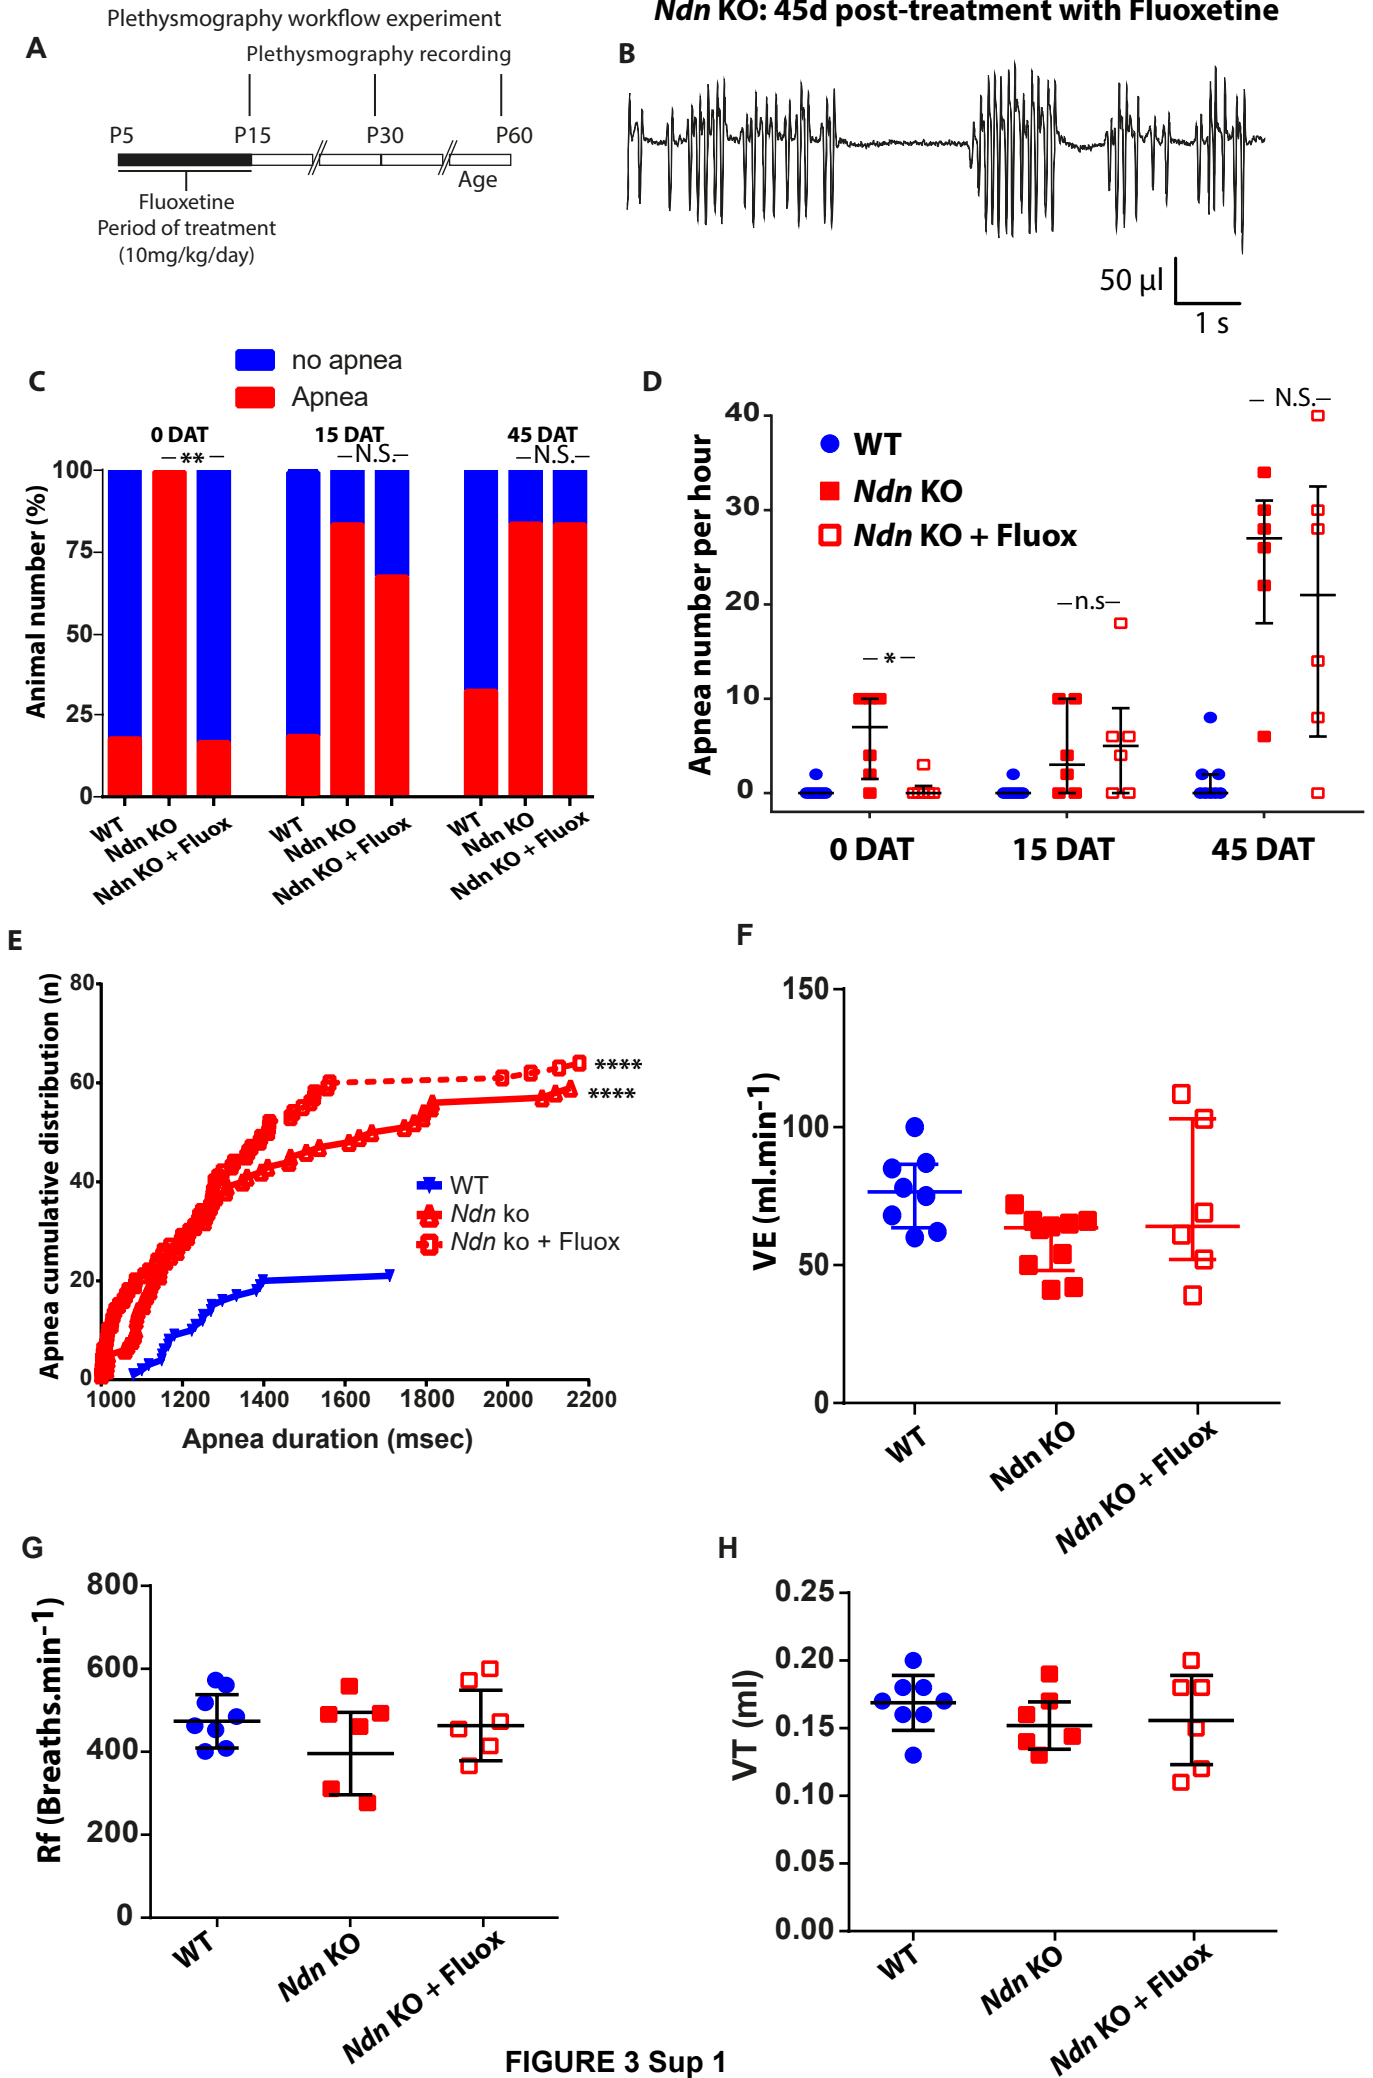 Plethysmography workflow experiment
Ndn KO: 45d post-treatment with Fluoxetine
A
Plethysmography recording
P5 P15 P30 P60
Age
Fluoxetine
Period of treatment
(10mg/kg/day)
B
50 µl
1 s
C
no apnea
Apnea
0 DAT 15 DAT 45 DAT
** N.S. N.S.
Animal number (%)
100
75
50
25
0
WT Ndn KO Ndn KO + Fluox WT Ndn KO Ndn KO + Fluox WT Ndn KO Ndn KO + Fluox
D
N.S.
WT
Ndn KO
Ndn KO + Fluox
n.s
*
Apnea number per hour
40
30
20
10
0
0 DAT 15 DAT 45 DAT
E
Apnea cumulative distribution (n)
80
60
40
20
0
****
****
WT
Ndn ko
Ndn ko + Fluox
1000 1200 1400 1600 1800 2000 2200
Apnea duration (msec)
F
VE (ml.min-1)
150
100
50
0
WT Ndn KO Ndn KO + Fluox
G
Rf (Breaths.min-1)
800
600
400
200
0
WT Ndn KO Ndn KO + Fluox
H
VT (ml)
0.25
0.20
0.15
0.10
0.05
0.00
WT Ndn KO Ndn KO + Fluox
FIGURE 3 Sup 1